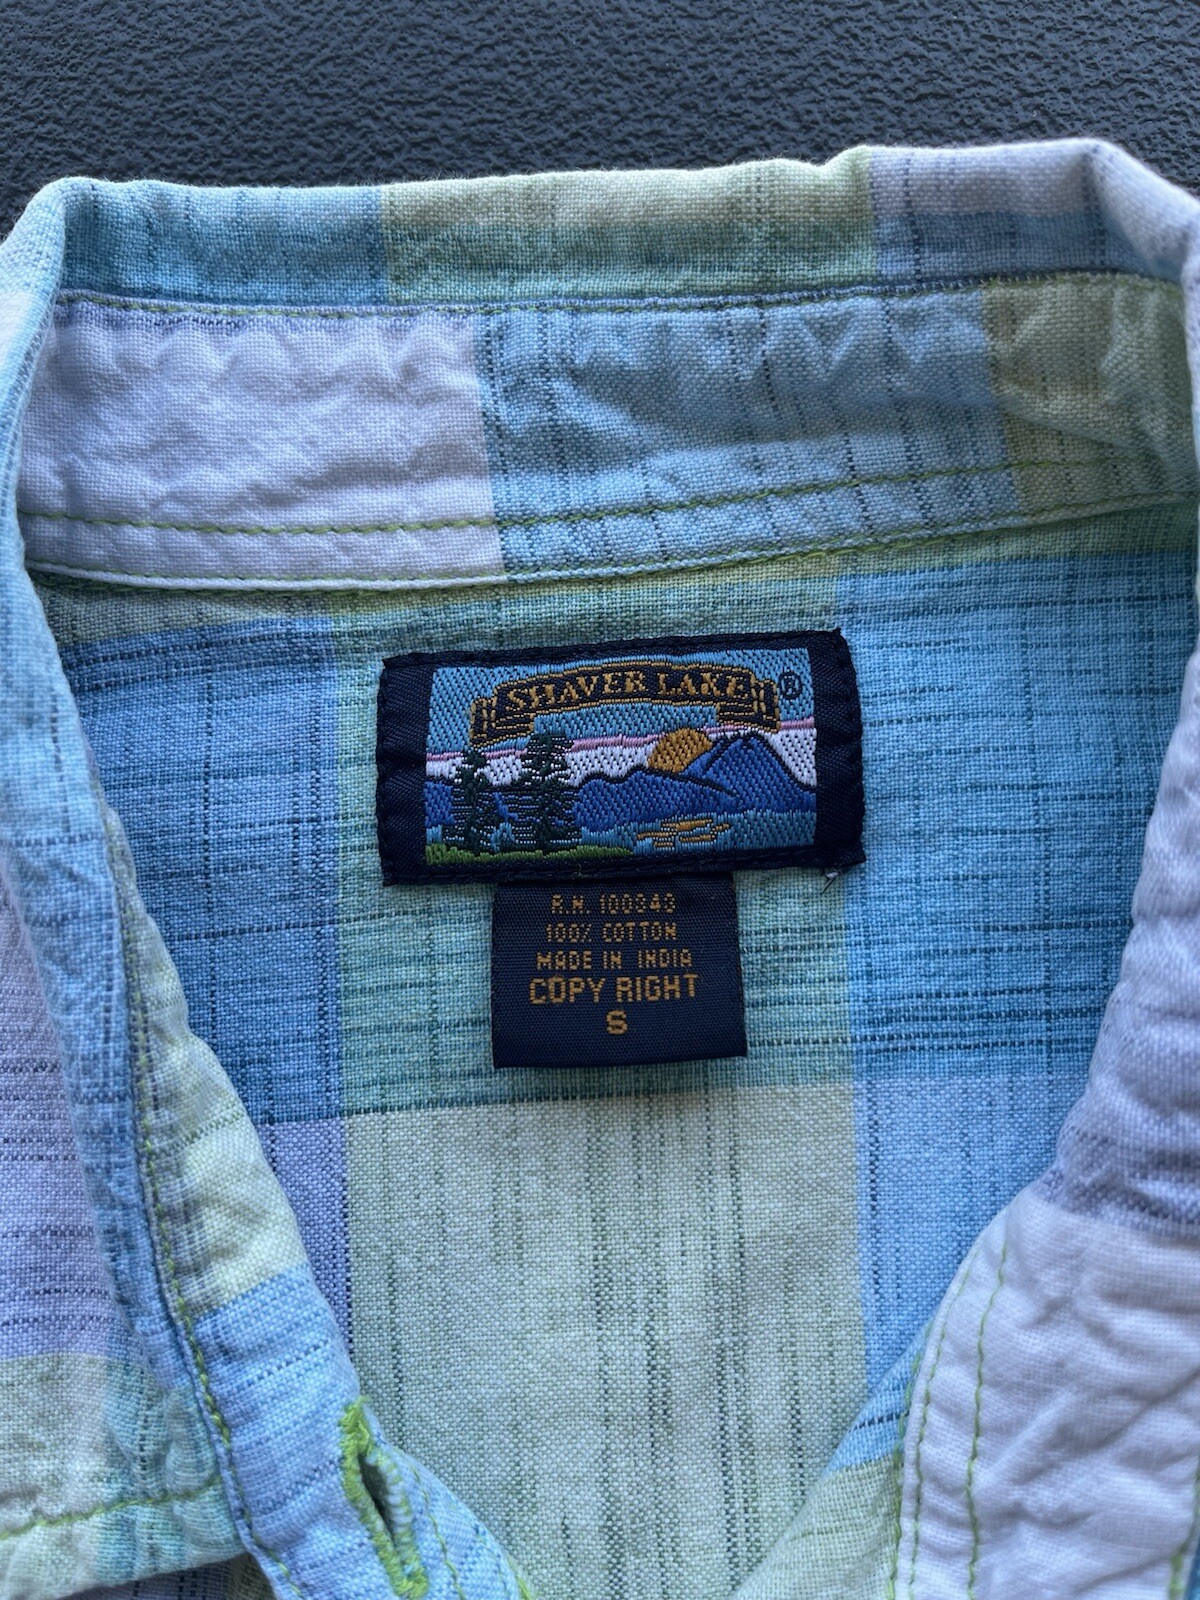 SHAVER LAKE ®
R.N. 100343
100% COTTON
MADE IN INDIA
COPY RIGHT
S